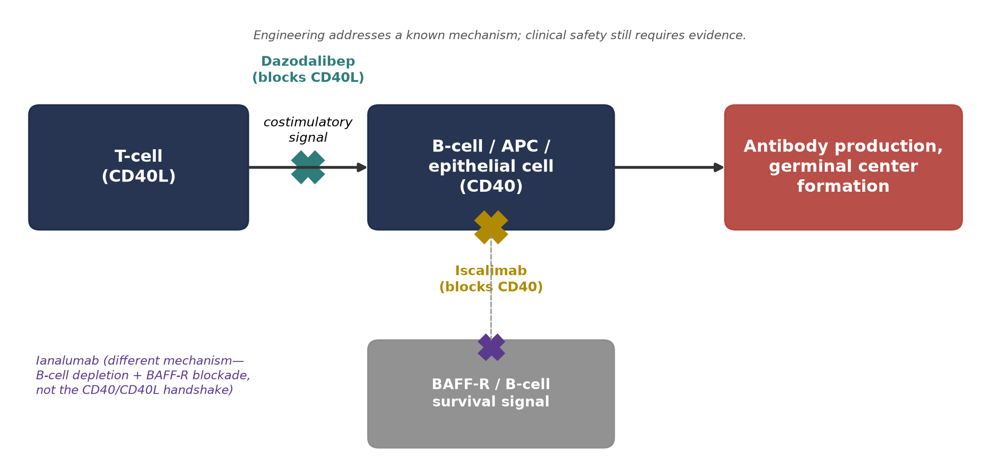 Engineering addresses a known mechanism; clinical safety still requires evidence.
Dazodalibep
(blocks CD40L)
costimulatory
signal
T-cell
(CD40L)
B-cell / APC /
epithelial cell
(CD40)
Antibody production,
germinal center
formation
Iscalimab
(blocks CD40)
Ianalumab (different mechanism—
B-cell depletion + BAFF-R blockade,
not the CD40/CD40L handshake)
BAFF-R / B-cell
survival signal